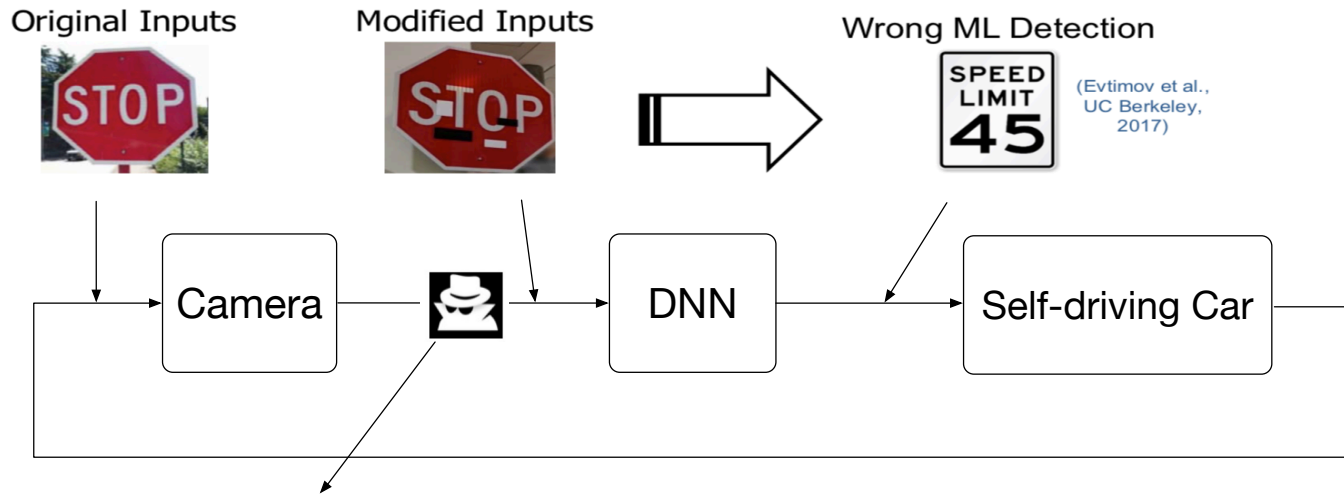 Original Inputs
Modified Inputs
Wrong ML Detection
STOP
STOP
SPEED
LIMIT
45
(Evtimov et al.,
UC Berkeley,
2017)
Camera
DNN
Self-driving Car